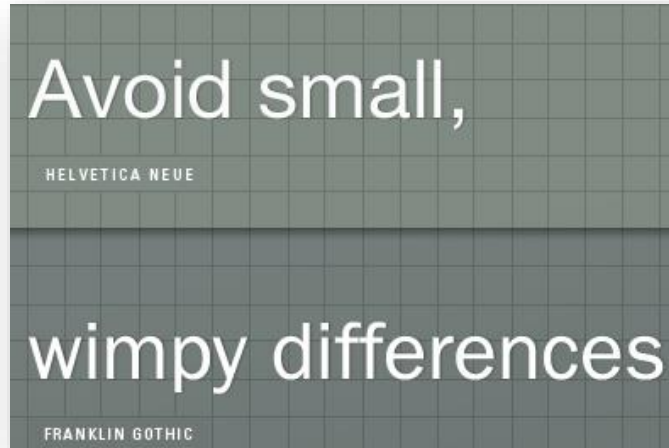 Avoid small,
HELVETICA NEUE
wimpy differences
FRANKLIN GOTHIC